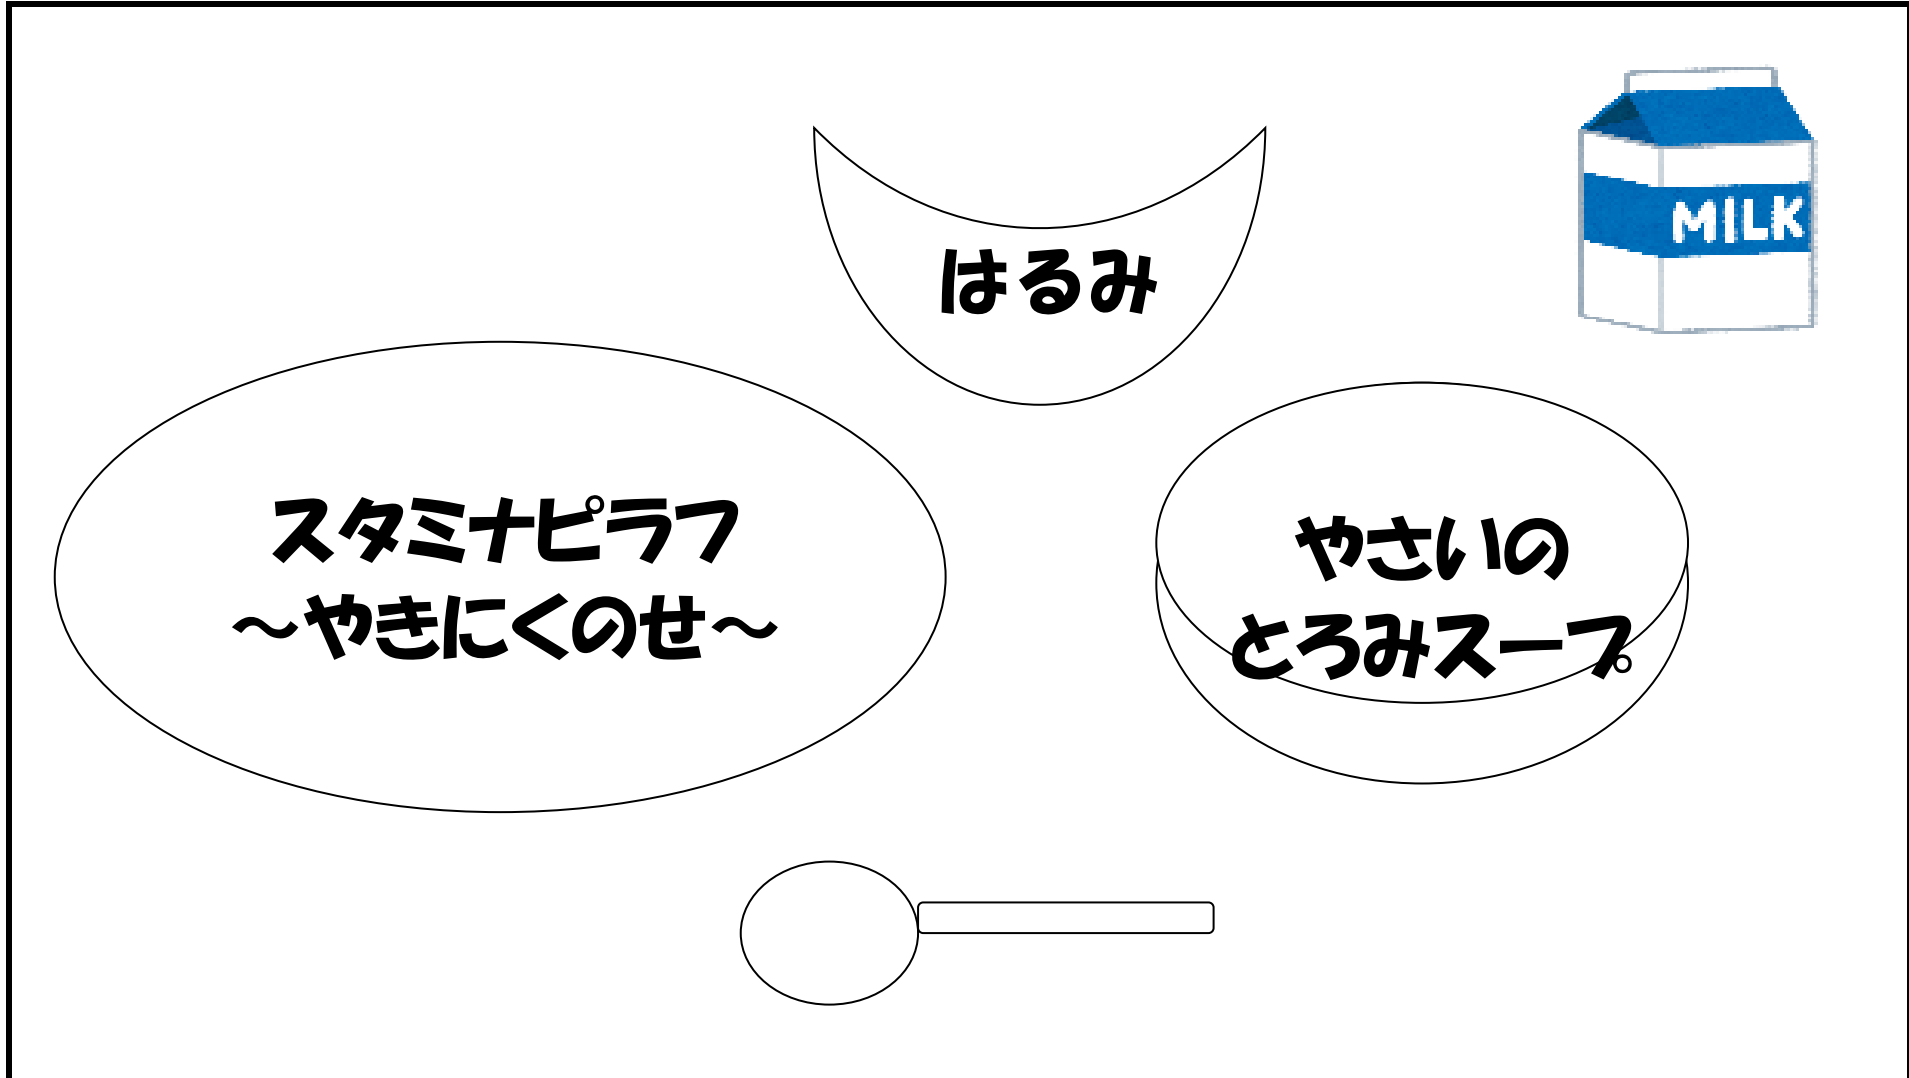 はるみ
MILK
スタミナピラフ
～やきにくのせ～
やさいの
とろみスープ